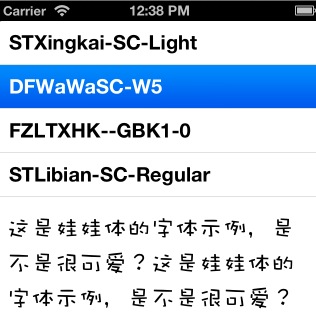 Carrier 12:38 PM
STXingkai-SC-Light
DFWaWaSC-W5
FZLTXHK--GBK1-0
STLibian-SC-Regular
这是娃娃体的字体示例，是
不是很可爱？这是娃娃体的
字体示例，是不是很可爱？